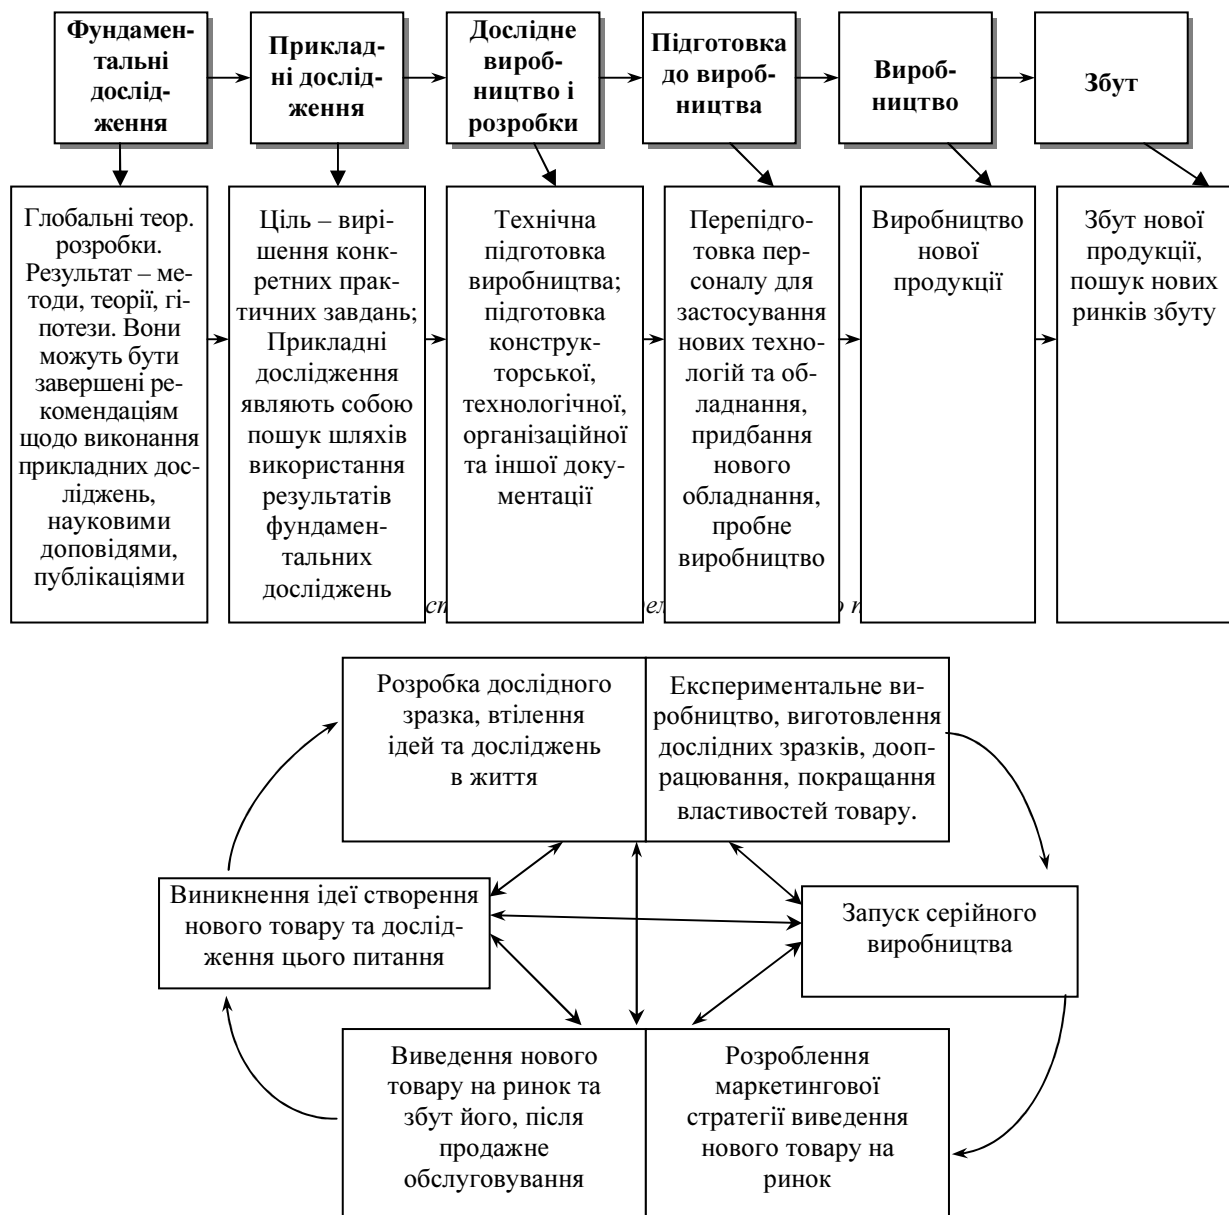 Фундамен-
тальні
дослід-
ження
Приклад-
ні дослід-
ження
Дослідне
вироб-
ництво і
розробки
Підготовка
до вироб-
ництва
Вироб-
ництво
Збут
Глобальні теор.
розробки.
Результат – ме-
тоди, теорії, гі-
потези. Вони
можуть бути
завершені ре-
комендаціям
щодо виконання
прикладних дос-
ліджень,
науковими
доповідями,
публікаціями
Ціль – вирі-
шення конк-
ретних прак-
тичних завдань;
Прикладні
дослідження
являють собою
пошук шляхів
використання
результатів
фундамен-
тальних
досліджень
Технічна
підготовка
виробництва;
підготовка
конструк-
торської,
технологічної,
організаційної
та іншої доку-
ментації
Перепідго-
товка пер-
соналу для
застосування
нових техно-
логій та об-
ладнання,
придбання
нового
обладнання,
пробне
виробництво
Виробництво
нової
продукції
Збут нової
продукції,
пошук нових
ринків збуту
Розробка дослідного
зразка, втілення
ідей та досліджень
в життя
Експериментальне ви-
робництво, виготовлення
дослідних зразків, дооп-
рацювання, покращання
властивостей товару.
Виникнення ідеї створення
нового товару та дослід-
ження цього питання
Запуск серійного
виробництва
Виведення нового
товару на ринок та
збут його, після
продажне
обслуговування
Розроблення
маркетингової
стратегії виведення
нового товару на
ринок